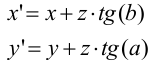 x' = x + z · tg(b)
y' = y + z · tg(a)